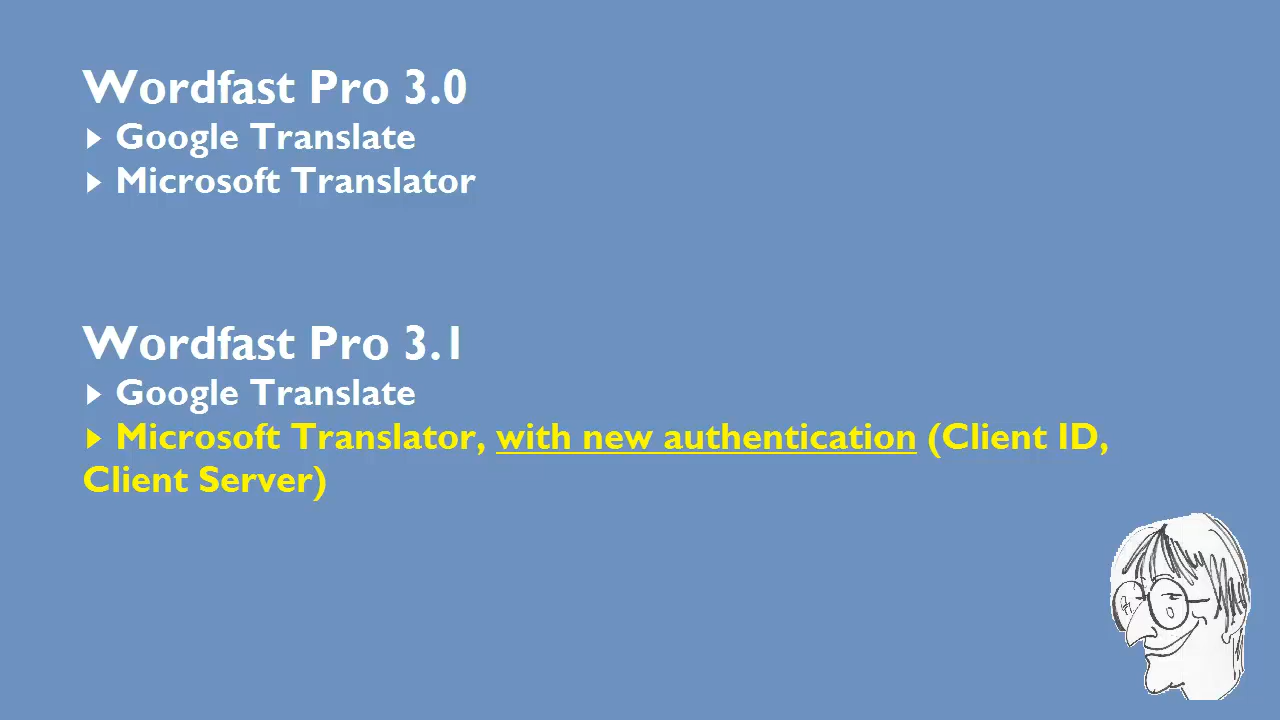 Wordfast Pro 3.0
▸ Google Translate
▸ Microsoft Translator
Wordfast Pro 3.1
▸ Google Translate
▸ Microsoft Translator, with new authentication (Client ID,
Client Server)